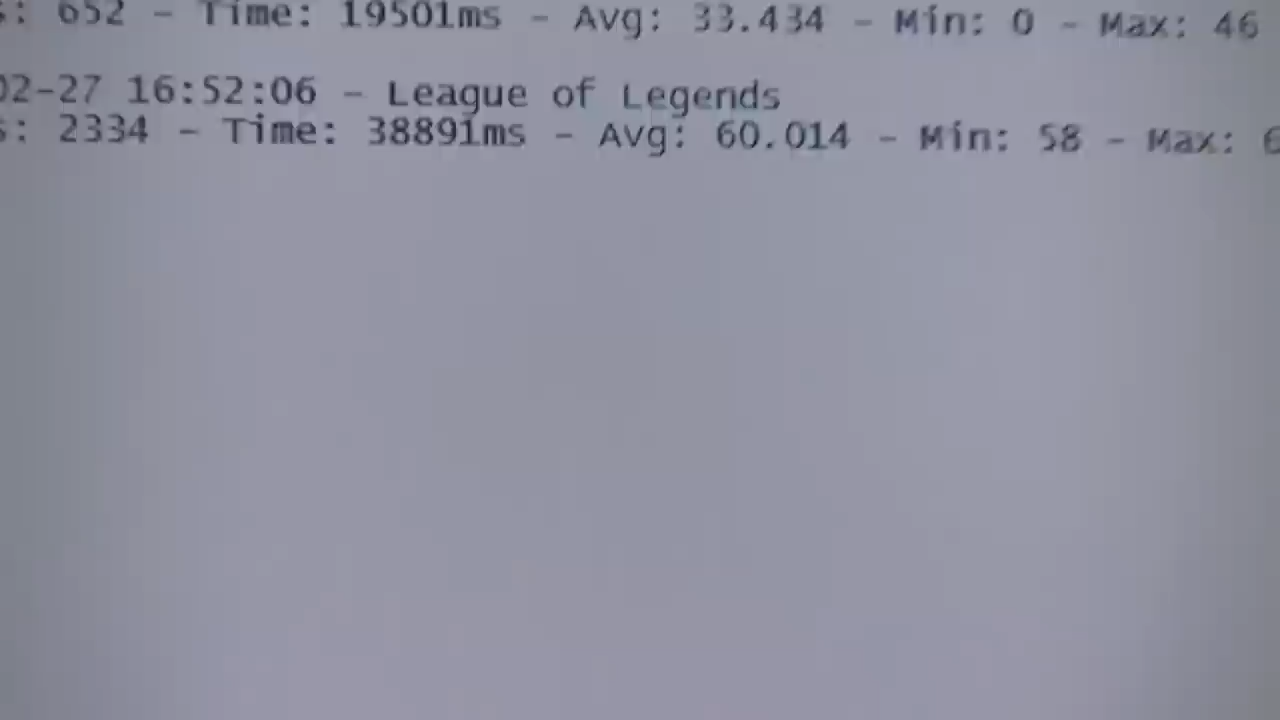 : 652 - Time: 19501ms - Avg: 33.434 - Min: 0 - Max: 46
02-27 16:52:06 - League of Legends
: 2334 - Time: 38891ms - Avg: 60.014 - Min: 58 - Max: 6